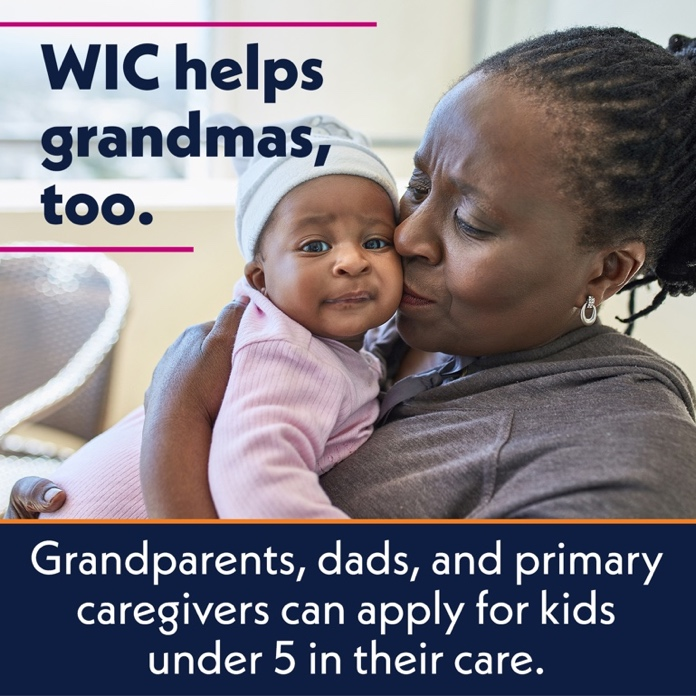 WIC helps
grandmas,
too.
Grandparents, dads, and primary
caregivers can apply for kids
under 5 in their care.